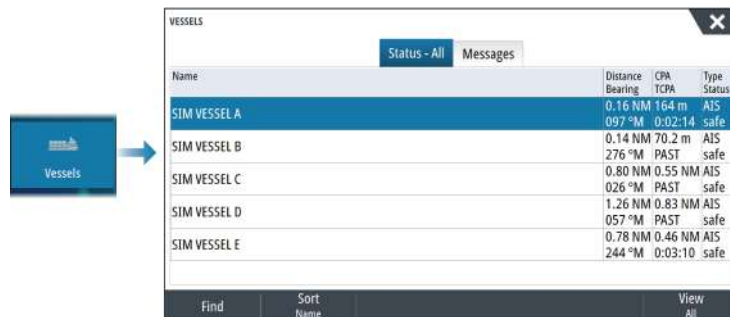 VESSELS
Status - All Messages
Name Distance CPA Type
Bearing TCPA Status
SIM VESSEL A 0.16 NM 164 m AIS
097 °M 0:02:14 safe
SIM VESSEL B 0.14 NM 70.2 m AIS
276 °M PAST safe
SIM VESSEL C 0.80 NM 0.55 NM AIS
026 °M PAST safe
SIM VESSEL D 1.26 NM 0.83 NM AIS
057 °M PAST safe
SIM VESSEL E 0.78 NM 0.46 NM AIS
244 °M 0:03:10 safe
Vessels
Find Sort View
Name All